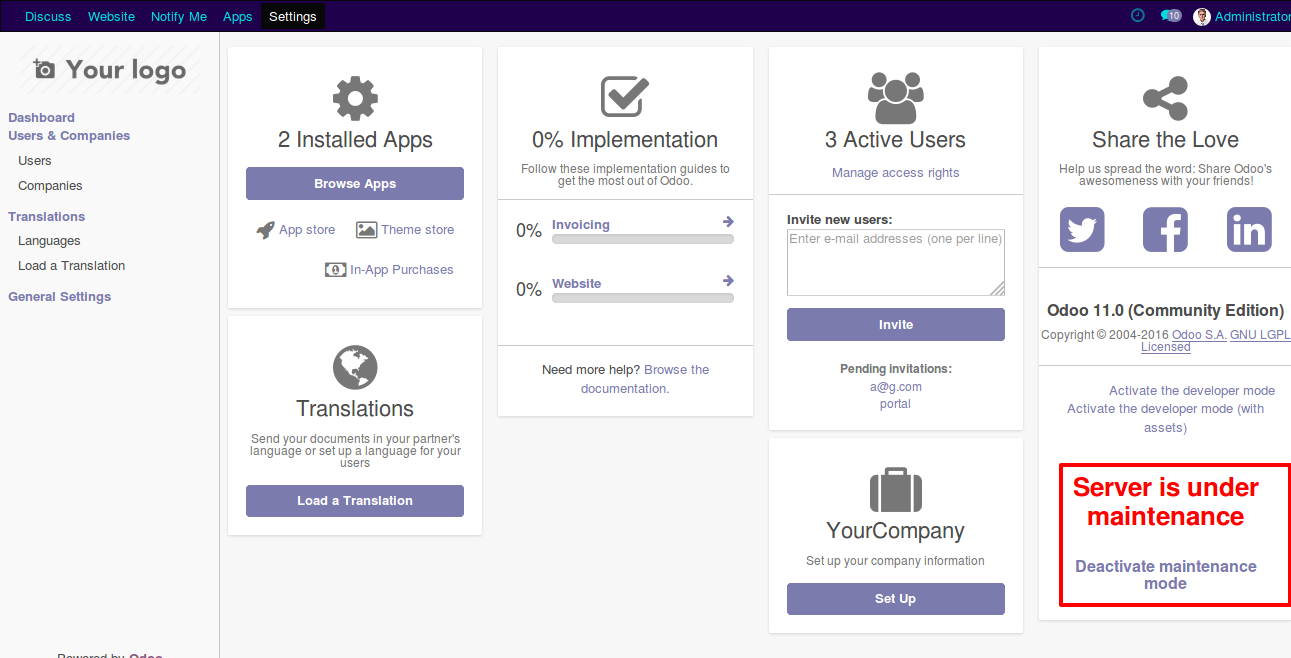 Discuss Website Notify Me Apps Settings
10 Administrator
Your logo
Dashboard
Users & Companies
Users
Companies
Translations
Languages
Load a Translation
General Settings
Powered by Odoo
2 Installed Apps
Browse Apps
App store Theme store
In-App Purchases
Translations
Send your documents in your partner's
language or set up a language for your
users
Load a Translation
0% Implementation
Follow these implementation guides to
get the most out of Odoo.
0% Invoicing
0% Website
Need more help? Browse the
documentation.
3 Active Users
Manage access rights
Invite new users:
Enter e-mail addresses (one per line)
Invite
Pending invitations:
a@g.com
portal
YourCompany
Set up your company information
Set Up
Share the Love
Help us spread the word: Share Odoo's
awesomeness with your friends!
Odoo 11.0 (Community Edition)
Copyright © 2004-2016 Odoo S.A. GNU LGPL
Licensed
Activate the developer mode
Activate the developer mode (with
assets)
Server is under
maintenance
Deactivate maintenance
mode